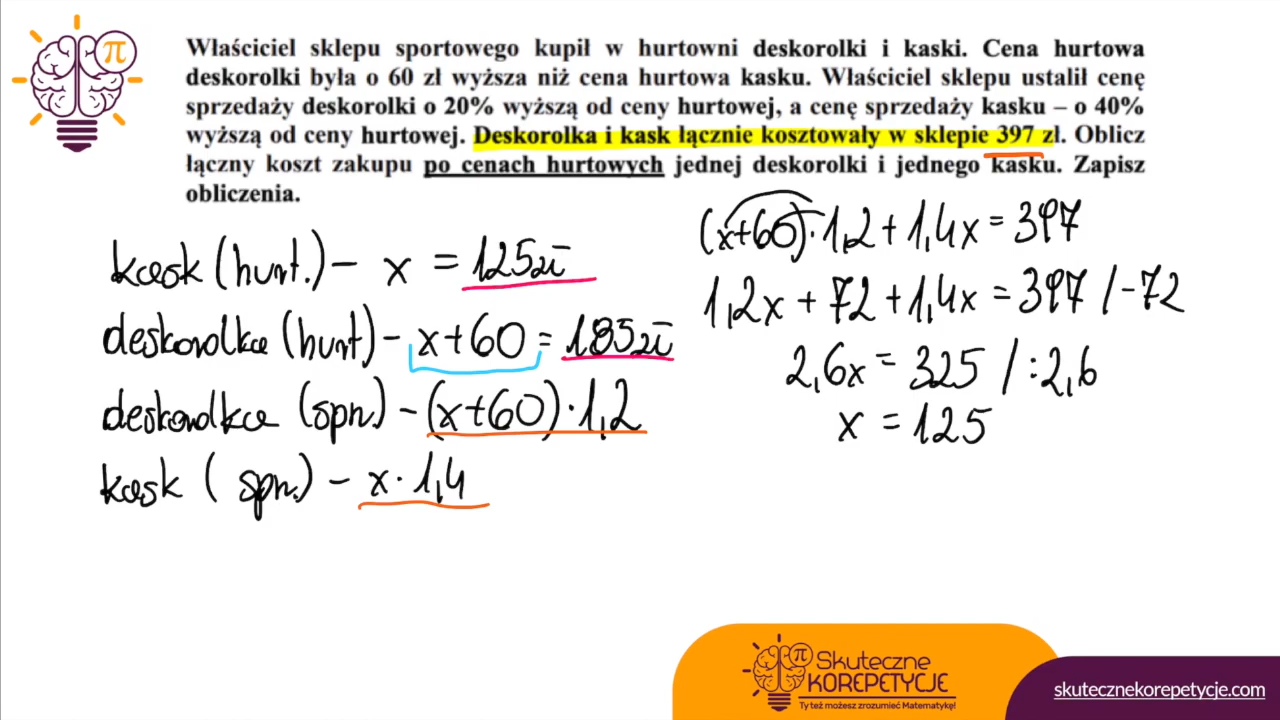 Właściciel sklepu sportowego kupił w hurtowni deskorolki i kaski. Cena hurtowa
deskorolki była o 60 zł wyższa niż cena hurtowa kasku. Właściciel sklepu ustalił cenę
sprzedaży deskorolki o 20% wyższą od ceny hurtowej, a cenę sprzedaży kasku – o 40%
wyższą od ceny hurtowej. Deskorolka i kask łącznie kosztowały w sklepie 397 zł. Oblicz
łączny koszt zakupu po cenach hurtowych jednej deskorolki i jednego kasku. Zapisz
obliczenia.
kask (hurt.) – x = 125zł
deskorolka (hurt) – x+60 = 185zł
deskorolka (spn.) – (x+60)·1,2
kask ( spn.) – x·1,4
(x+60)·1,2+1,4x=397
1,2x+72+1,4x=397 /-72
2,6x=325 /:2,6
x=125
π
Skuteczne
KOREPETYCJE
Ty też możesz zrozumieć Matematykę!
skutecznekorepetycje.com